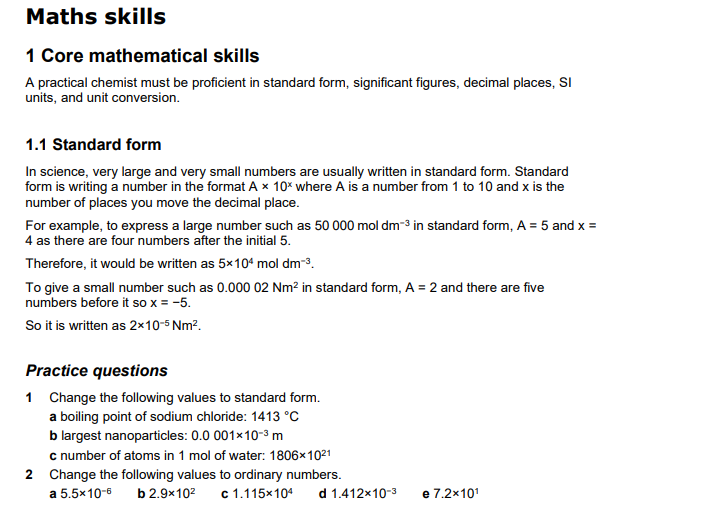 Maths skills
1 Core mathematical skills
A practical chemist must be proficient in standard form, significant figures, decimal places, SI
units, and unit conversion.
1.1 Standard form
In science, very large and very small numbers are usually written in standard form. Standard
form is writing a number in the format A × 10ˣ where A is a number from 1 to 10 and x is the
number of places you move the decimal place.
For example, to express a large number such as 50 000 mol dm⁻³ in standard form, A = 5 and x =
4 as there are four numbers after the initial 5.
Therefore, it would be written as 5×10⁴ mol dm⁻³.
To give a small number such as 0.000 02 Nm² in standard form, A = 2 and there are five
numbers before it so x = −5.
So it is written as 2×10⁻⁵ Nm².
Practice questions
1 Change the following values to standard form.
a boiling point of sodium chloride: 1413 °C
b largest nanoparticles: 0.0 001×10⁻³ m
c number of atoms in 1 mol of water: 1806×10²¹
2 Change the following values to ordinary numbers.
a 5.5×10⁻⁶ b 2.9×10² c 1.115×10⁴ d 1.412×10⁻³ e 7.2×10¹